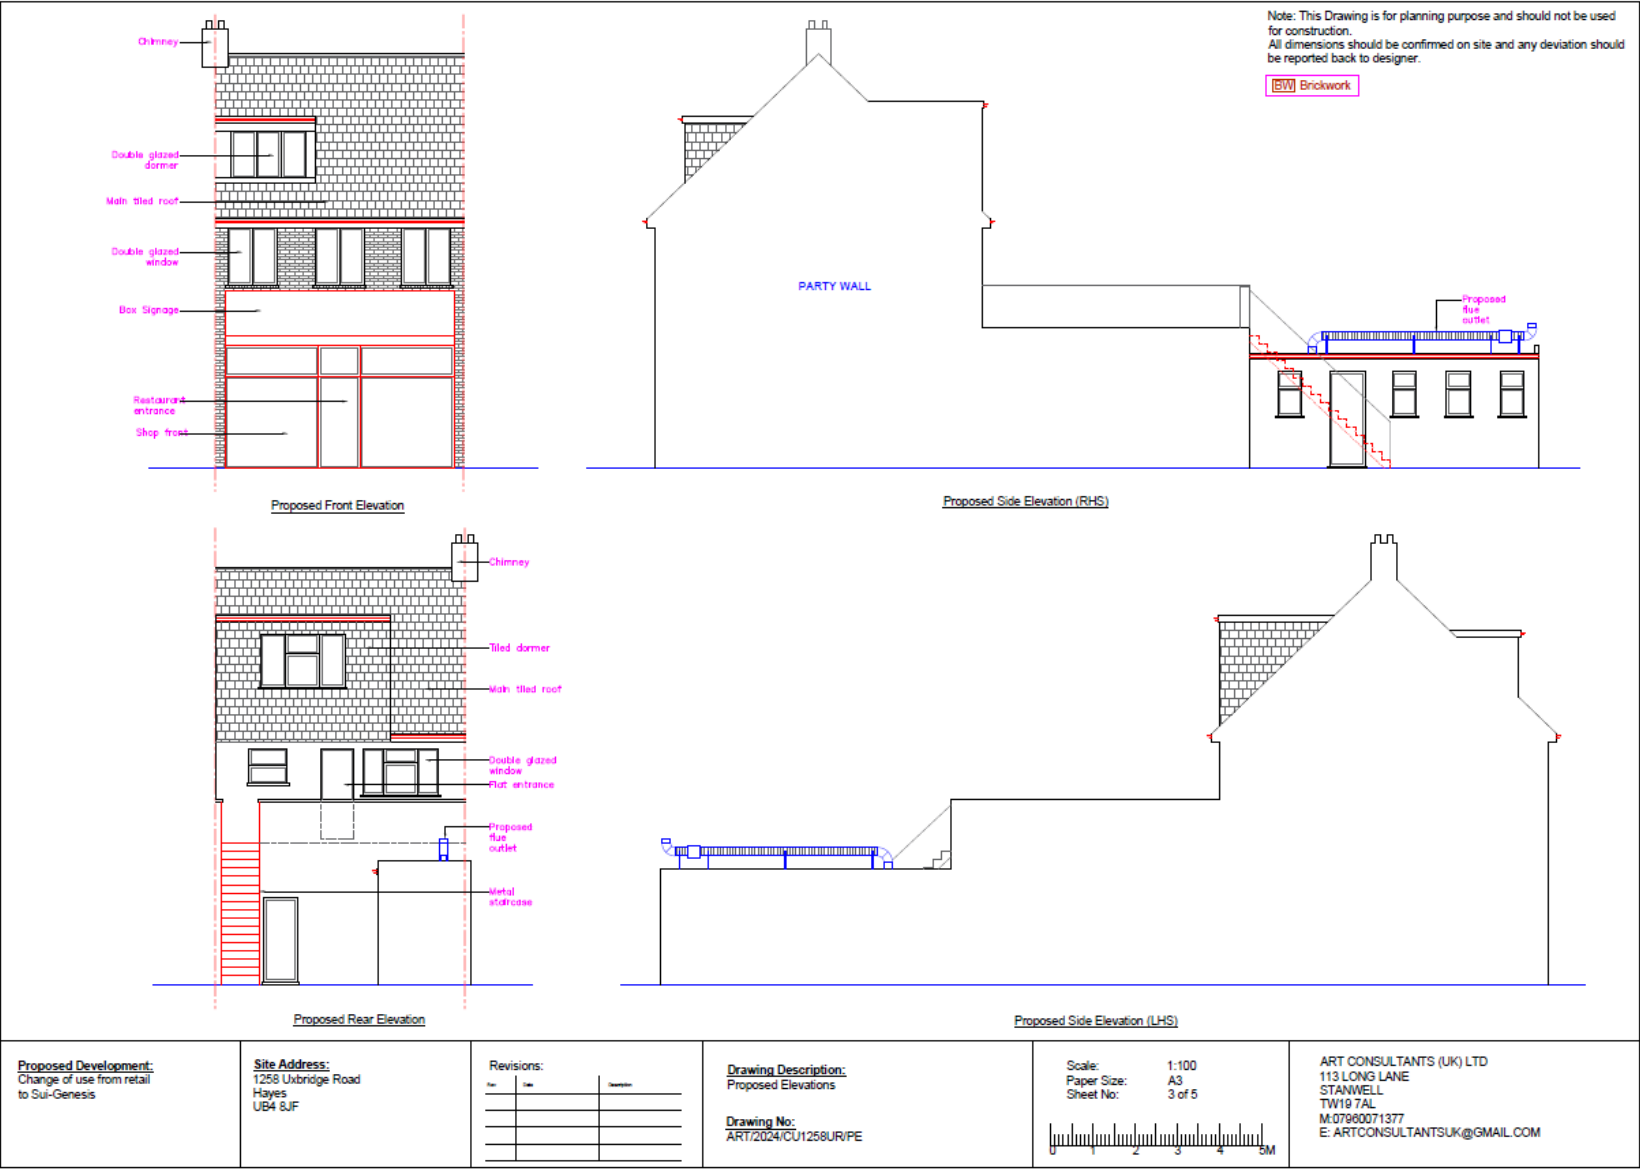 Note: This Drawing is for planning purpose and should not be used
for construction.
All dimensions should be confirmed on site and any deviation should
be reported back to designer.
BW Brickwork
Chimney
Double glazed
dormer
Main tiled roof
Double glazed
window
Box Signage
Restaurant
entrance
Shop front
Proposed Front Elevation
PARTY WALL
Proposed
flue
outlet
Proposed Side Elevation (RHS)
Chimney
Tiled dormer
Main tiled roof
Double glazed
window
Flat entrance
Proposed
flue
outlet
Metal
staircase
Proposed Rear Elevation
Proposed Side Elevation (LHS)
Proposed Development:
Change of use from retail
to Sui-Genesis
Site Address:
1258 Uxbridge Road
Hayes
UB4 8JF
Revisions:
Rev Date Description
Drawing Description:
Proposed Elevations
Drawing No:
ART/2024/CU1258UR/PE
Scale: 1:100
Paper Size: A3
Sheet No: 3 of 5
0 1 2 3 4 5M
ART CONSULTANTS (UK) LTD
113 LONG LANE
STANWELL
TW19 7AL
M:07960071377
E: ARTCONSULTANTSUK@GMAIL.COM